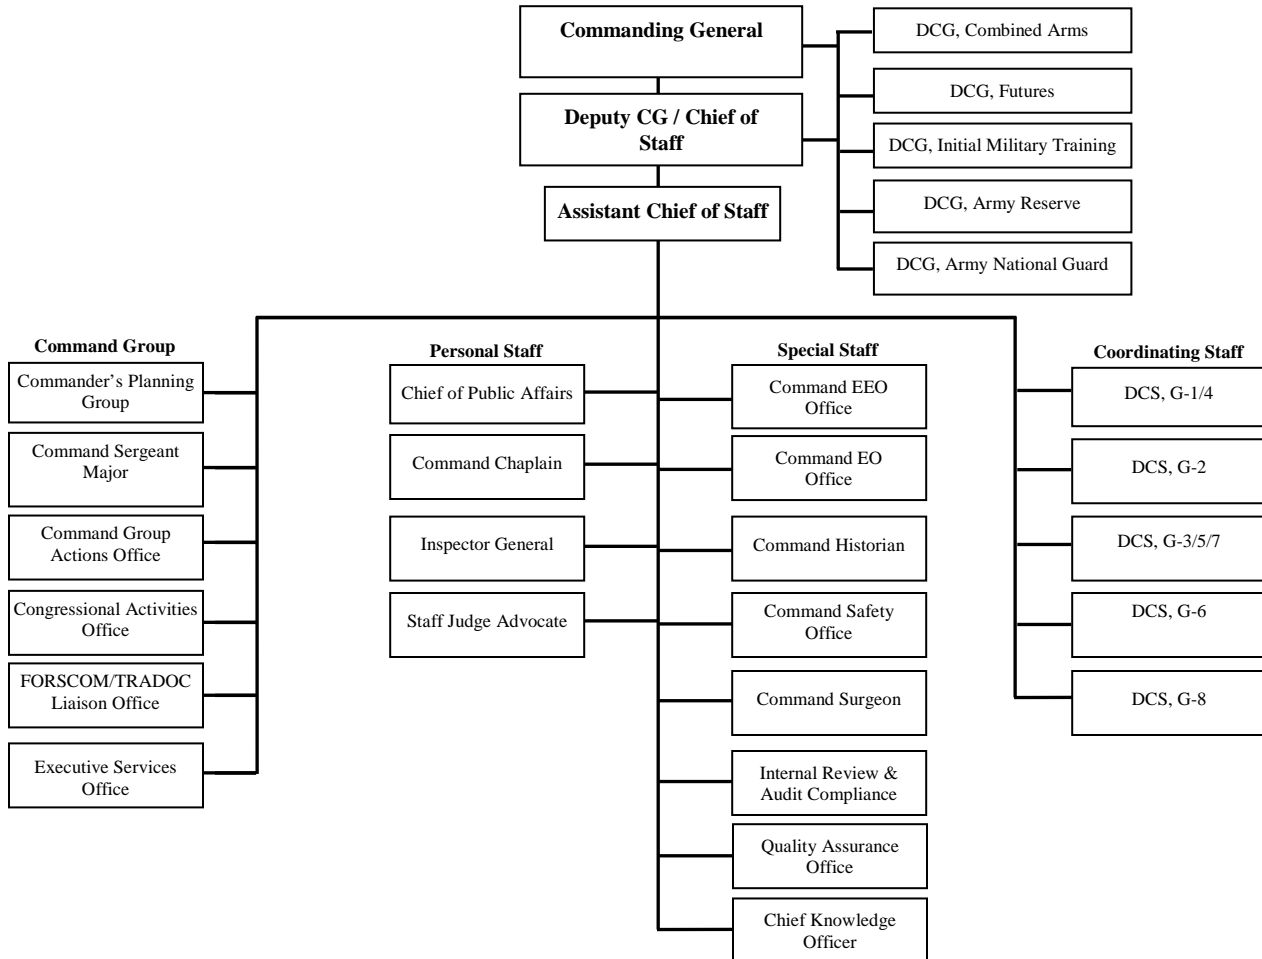 Commanding General
Deputy CG / Chief of
Staff
Assistant Chief of Staff
DCG, Combined Arms
DCG, Futures
DCG, Initial Military Training
DCG, Army Reserve
DCG, Army National Guard
Command Group
Commander’s Planning
Group
Command Sergeant
Major
Command Group
Actions Office
Congressional Activities
Office
FORSCOM/TRADOC
Liaison Office
Executive Services
Office
Personal Staff
Chief of Public Affairs
Command Chaplain
Inspector General
Staff Judge Advocate
Special Staff
Command EEO
Office
Command EO
Office
Command Historian
Command Safety
Office
Command Surgeon
Internal Review &
Audit Compliance
Quality Assurance
Office
Chief Knowledge
Officer
Coordinating Staff
DCS, G-1/4
DCS, G-2
DCS, G-3/5/7
DCS, G-6
DCS, G-8